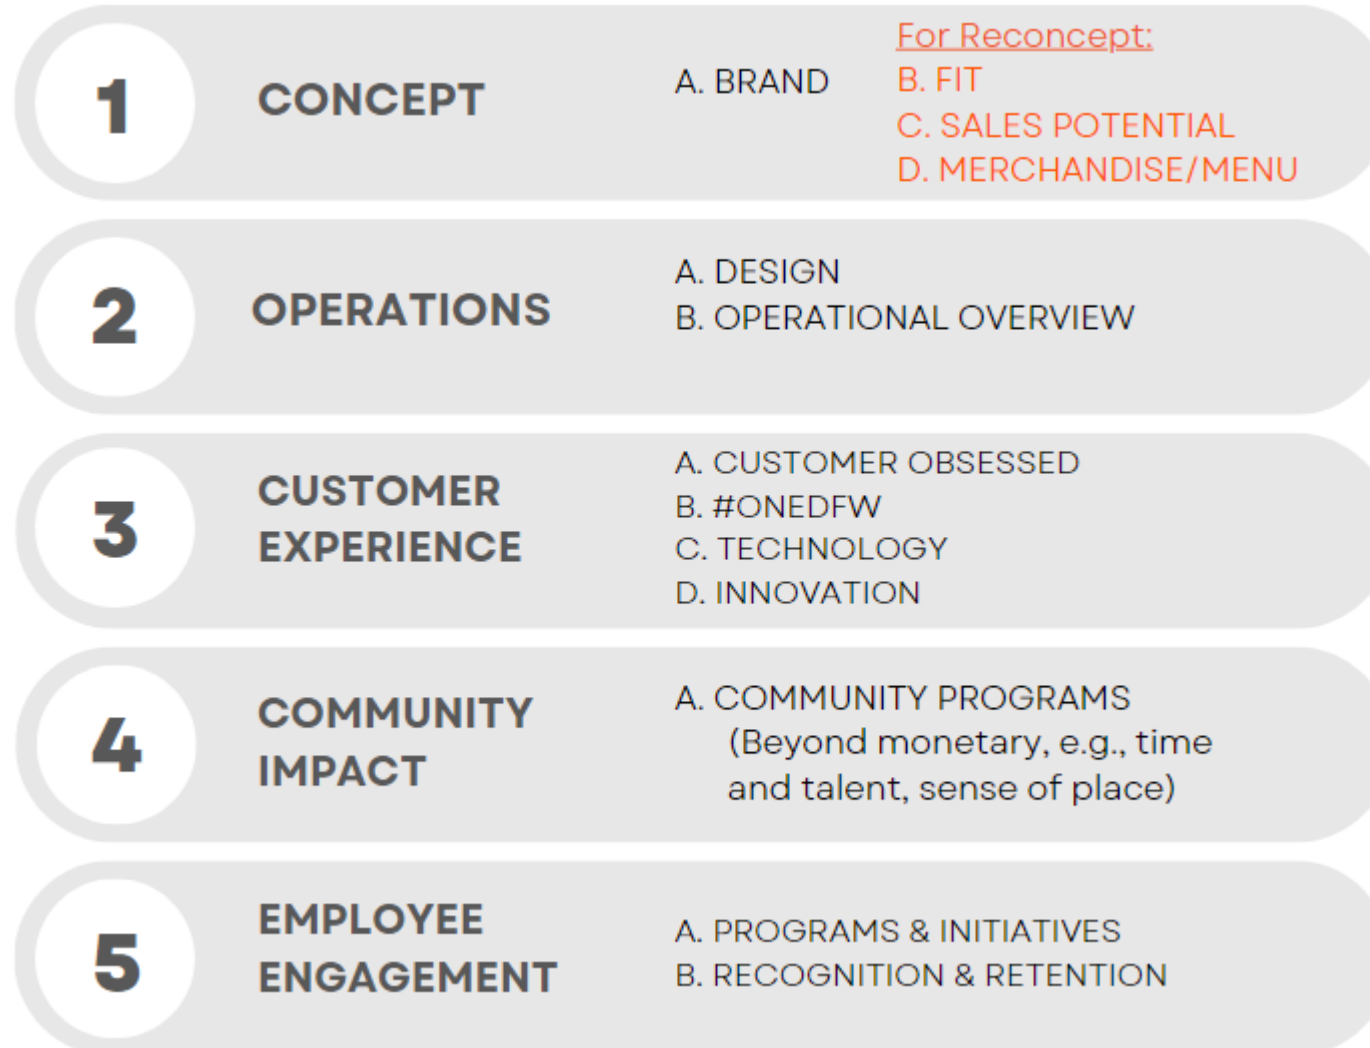 1
CONCEPT
A. BRAND
For Reconcept:
B. FIT
C. SALES POTENTIAL
D. MERCHANDISE/MENU
2
OPERATIONS
A. DESIGN
B. OPERATIONAL OVERVIEW
3
CUSTOMER
EXPERIENCE
A. CUSTOMER OBSESSED
B. #ONEDFW
C. TECHNOLOGY
D. INNOVATION
4
COMMUNITY
IMPACT
A. COMMUNITY PROGRAMS
(Beyond monetary, e.g., time
and talent, sense of place)
5
EMPLOYEE
ENGAGEMENT
A. PROGRAMS & INITIATIVES
B. RECOGNITION & RETENTION